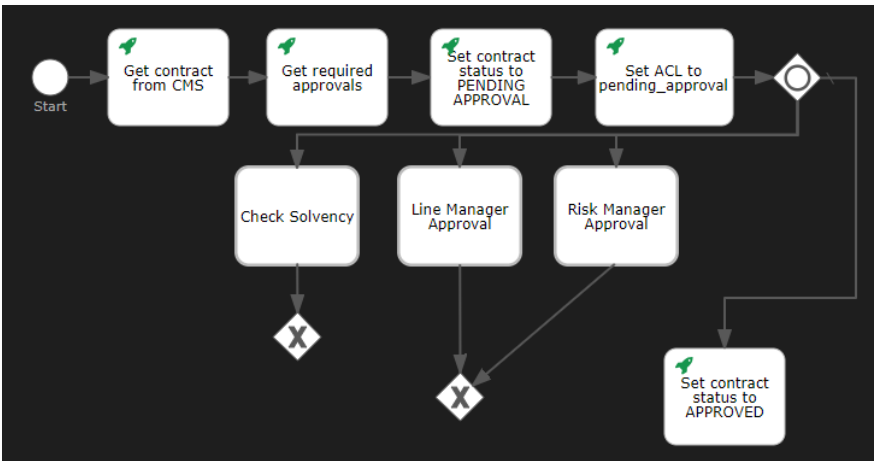 Start
Get contract
from CMS
Get required
approvals
Set contract
status to
PENDING
APPROVAL
Set ACL to
pending_approval
Check Solvency
Line Manager
Approval
Risk Manager
Approval
X
X
Set contract
status to
APPROVED